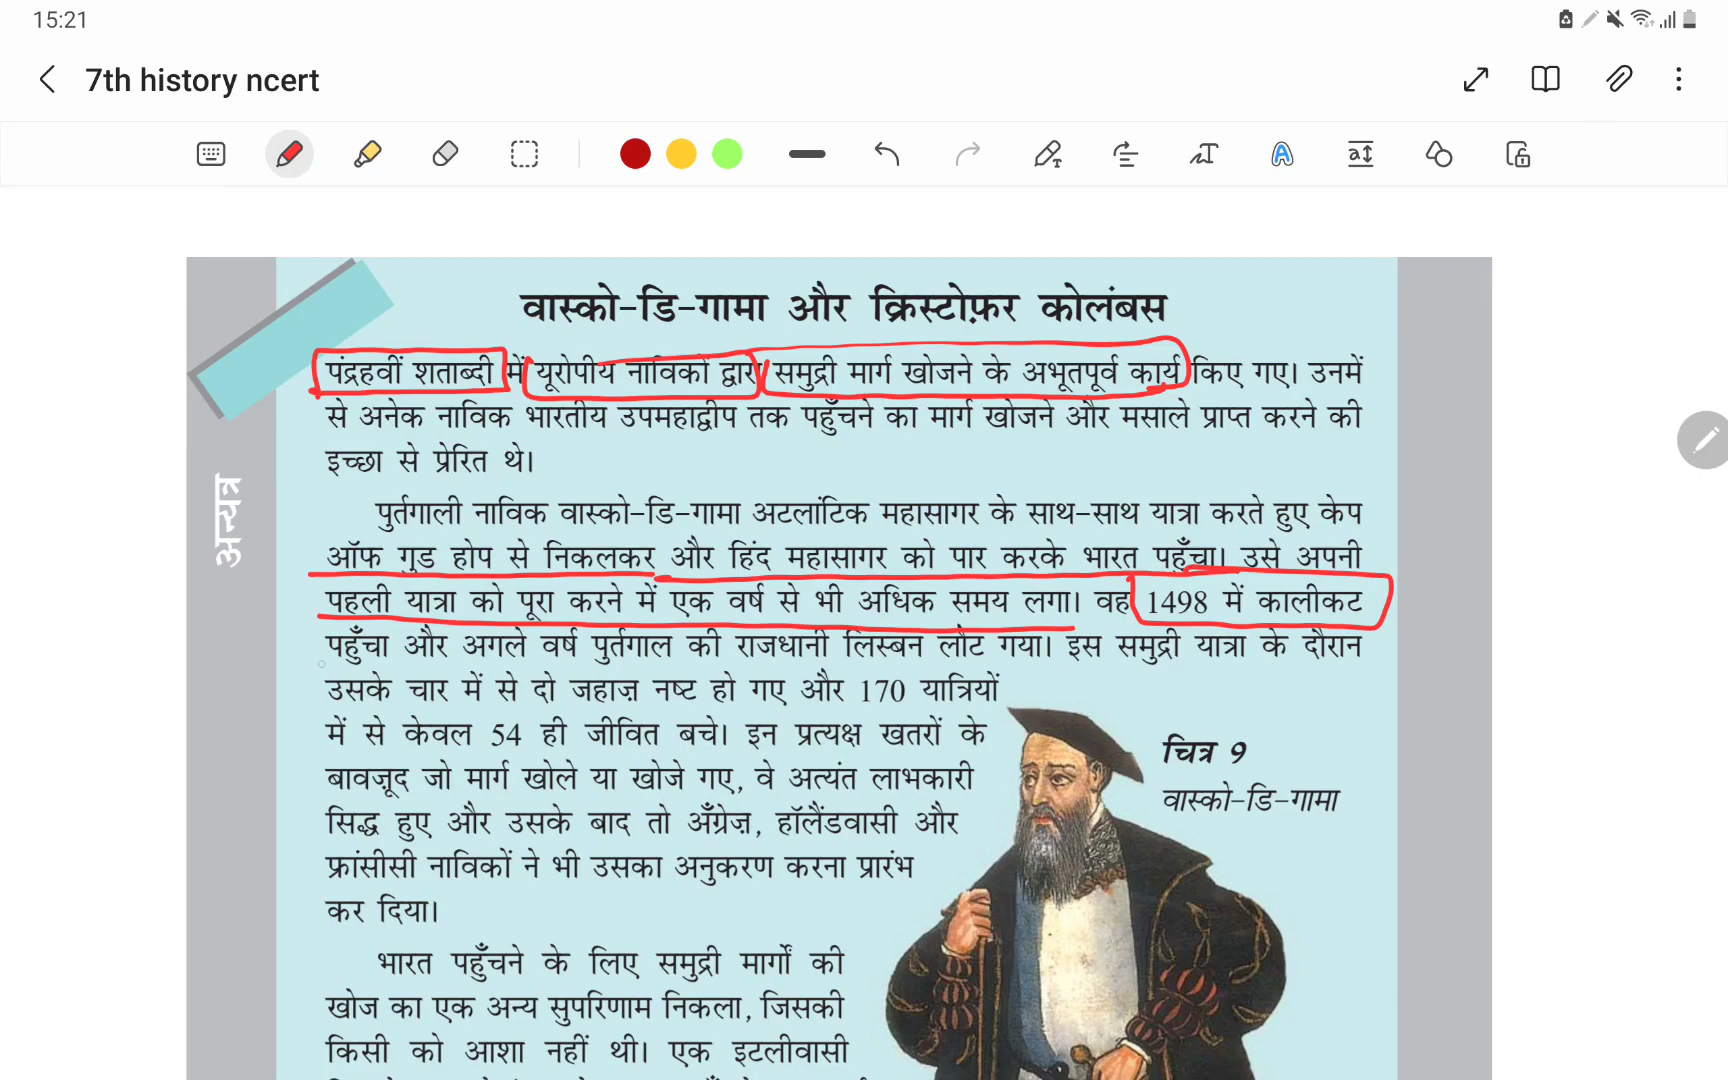 15:21
7th history ncert
वास्को-डि-गामा और क्रिस्टोफ़र कोलंबस
पंद्रहवीं शताब्दी में यूरोपीय नाविकों द्वारा समुद्री मार्ग खोजने के अभूतपूर्व कार्य किए गए। उनमें
से अनेक नाविक भारतीय उपमहाद्वीप तक पहुँचने का मार्ग खोजने और मसाले प्राप्त करने की
इच्छा से प्रेरित थे।
अन्यत्र
पुर्तगाली नाविक वास्को-डि-गामा अटलांटिक महासागर के साथ-साथ यात्रा करते हुए केप
ऑफ गुड होप से निकलकर और हिंद महासागर को पार करके भारत पहुँचा। उसे अपनी
पहली यात्रा को पूरा करने में एक वर्ष से भी अधिक समय लगा। वह 1498 में कालीकट
पहुँचा और अगले वर्ष पुर्तगाल की राजधानी लिस्बन लौट गया। इस समुद्री यात्रा के दौरान
उसके चार में से दो जहाज़ नष्ट हो गए और 170 यात्रियों
में से केवल 54 ही जीवित बचे। इन प्रत्यक्ष खतरों के
बावजूद जो मार्ग खोले या खोजे गए, वे अत्यंत लाभकारी
सिद्ध हुए और उसके बाद तो अँग्रेज़, हॉलैंडवासी और
फ्रांसीसी नाविकों ने भी उसका अनुकरण करना प्रारंभ
कर दिया।
चित्र 9
वास्को-डि-गामा
भारत पहुँचने के लिए समुद्री मार्गों की
खोज का एक अन्य सुपरिणाम निकला, जिसकी
किसी को आशा नहीं थी। एक इटलीवासी